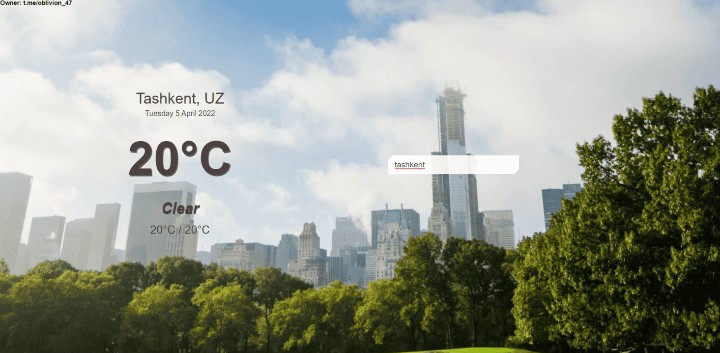 Owner: t.me/oblivion_47
Tashkent, UZ
Tuesday 5 April 2022
20°C
Clear
20°C / 20°C
tashkent